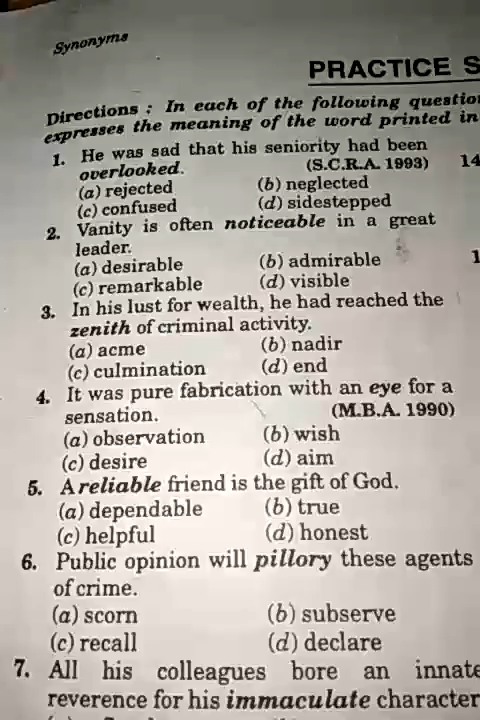 Synonyms
PRACTICE S
Directions : In each of the following
expresses the meaning of the word printed in
1. He was sad that his seniority had been
overlooked. (S.C.R.A. 1993) 14
(a) rejected (b) neglected
(c) confused (d) sidestepped
2. Vanity is often noticeable in a great
leader.
(a) desirable (b) admirable 1
(c) remarkable (d) visible
3. In his lust for wealth, he had reached the
zenith of criminal activity.
(a) acme (b) nadir
(c) culmination (d) end
4. It was pure fabrication with an eye for a
sensation. (M.B.A. 1990)
(a) observation (b) wish
(c) desire (d) aim
5. A reliable friend is the gift of God.
(a) dependable (b) true
(c) helpful (d) honest
6. Public opinion will pillory these agents
of crime.
(a) scorn (b) subserve
(c) recall (d) declare
7. All his colleagues bore an innate
reverence for his immaculate character